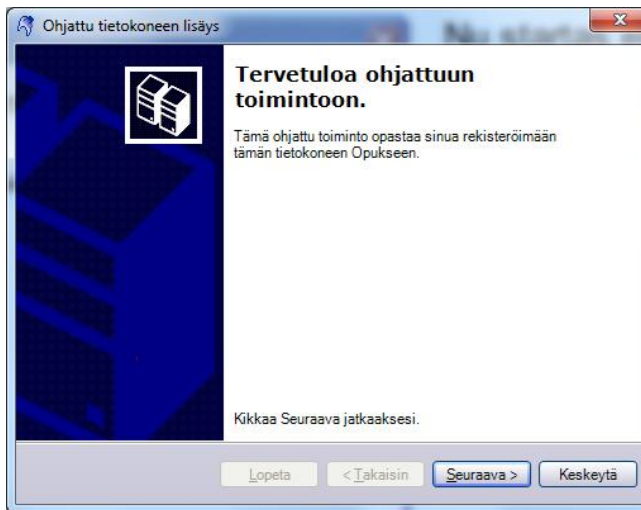 Ohjattu tietokoneen lisäys
Tervetuloa ohjattuun
toimintoon.
Tämä ohjattu toiminto opastaa sinua rekisteröimään
tämän tietokoneen Opukseen.
Kikkaa Seuraava jatkaaksesi.
Lopeta
< Takaisin
Seuraava >
Keskeytä